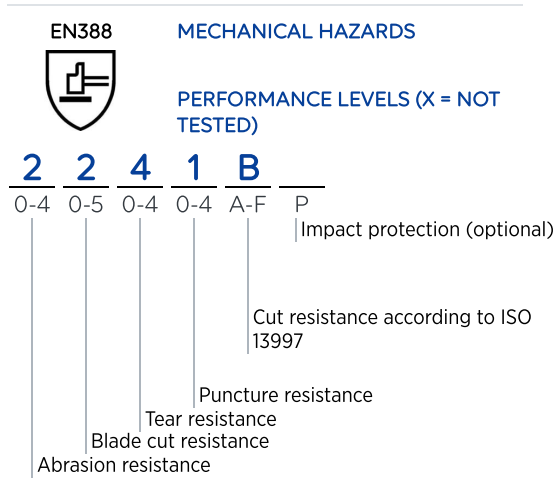 EN388
MECHANICAL HAZARDS
PERFORMANCE LEVELS (X = NOT
TESTED)
2 2 4 1 B
0-4 0-5 0-4 0-4 A-F P
Impact protection (optional)
Cut resistance according to ISO
13997
Puncture resistance
Tear resistance
Blade cut resistance
Abrasion resistance